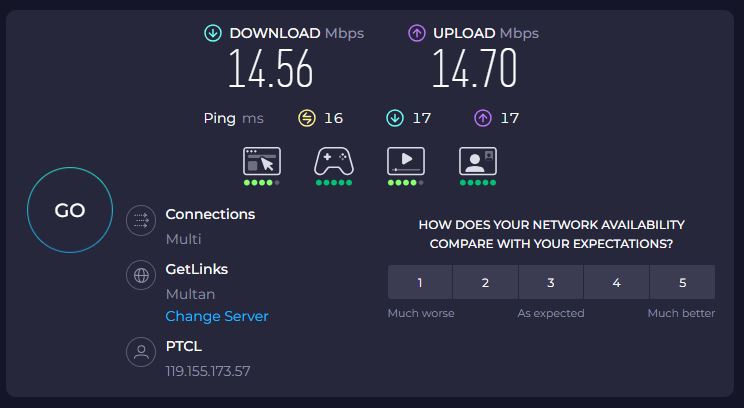 DOWNLOAD Mbps
14.56
UPLOAD Mbps
14.70
Ping ms 16 17 17
GO
Connections
Multi
GetLinks
Multan
Change Server
PTCL
119.155.173.57
HOW DOES YOUR NETWORK AVAILABILITY
COMPARE WITH YOUR EXPECTATIONS?
1 2 3 4 5
Much worse As expected Much better